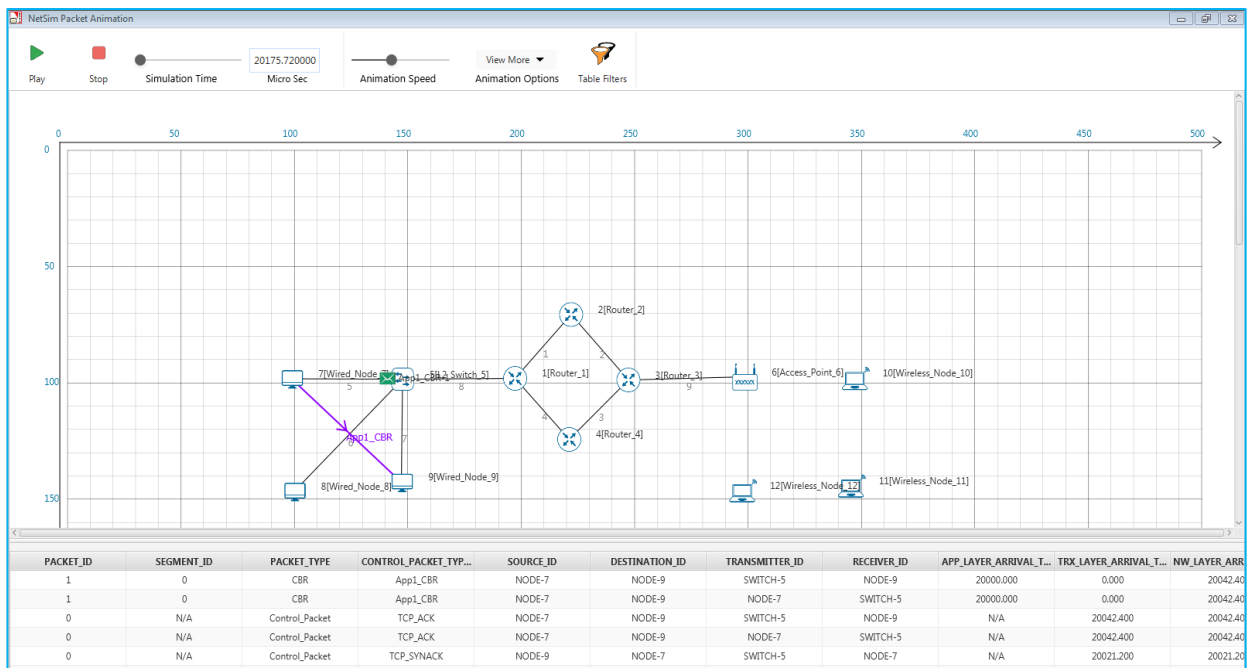 NetSim Packet Animation
20175.720000
View More
Play Stop Simulation Time Micro Sec Animation Speed Animation Options Table Filters
0 50 100 150 200 250 300 350 400 450 500
0
50
2[Router_2]
1 2
7[Wired_Node_7] App1_CBR 5[L2_Switch_5] 1[Router_1] 3[Router_3] 6[Access_Point_6] 10[Wireless_Node_10]
100
5 8 9
4 3
App1_CBR 7 4[Router_4]
6
9[Wired_Node_9]
8[Wired_Node_8] 12[Wireless_Node_12] 11[Wireless_Node_11]
150
PACKET_ID SEGMENT_ID PACKET_TYPE CONTROL_PACKET_TYP... SOURCE_ID DESTINATION_ID TRANSMITTER_ID RECEIVER_ID APP_LAYER_ARRIVAL_T... TRX_LAYER_ARRIVAL_T... NW_LAYER_ARR
1 0 CBR App1_CBR NODE-7 NODE-9 SWITCH-5 NODE-9 20000.000 0.000 20042.40
1 0 CBR App1_CBR NODE-7 NODE-9 NODE-7 SWITCH-5 20000.000 0.000 20042.40
0 N/A Control_Packet TCP_ACK NODE-7 NODE-9 SWITCH-5 NODE-9 N/A 20042.400 20042.40
0 N/A Control_Packet TCP_ACK NODE-7 NODE-9 NODE-7 SWITCH-5 N/A 20042.400 20042.40
0 N/A Control_Packet TCP_SYNACK NODE-9 NODE-7 SWITCH-5 NODE-7 N/A 20021.200 20021.20